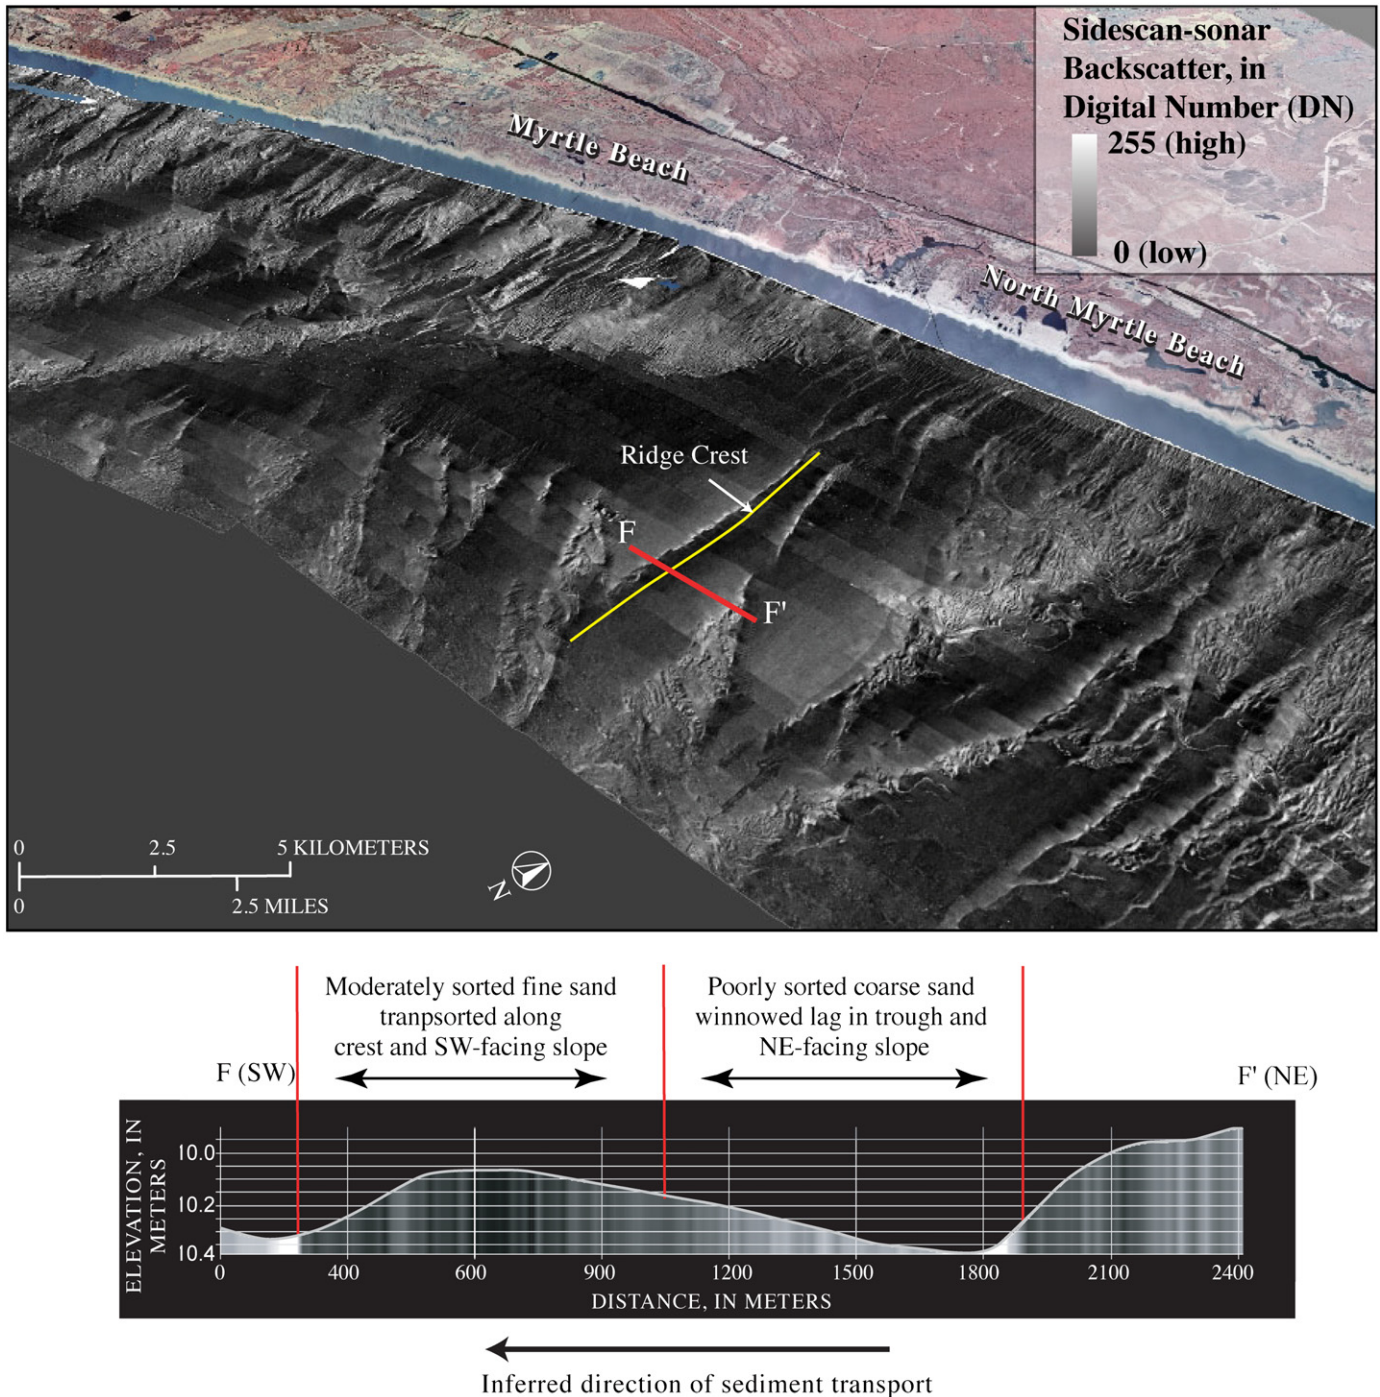 Sidescan-sonar
Backscatter, in
Digital Number (DN)
255 (high)
0 (low)
Myrtle Beach
North Myrtle Beach
Ridge Crest
F
F'
0 2.5 5 KILOMETERS
0 2.5 MILES
N
Moderately sorted fine sand
tranpsorted along
crest and SW-facing slope
Poorly sorted coarse sand
winnowed lag in trough and
NE-facing slope
F (SW)
F' (NE)
ELEVATION, IN
METERS
10.0
10.2
10.4
0 400 600 900 1200 1500 1800 2100 2400
DISTANCE, IN METERS
Inferred direction of sediment transport